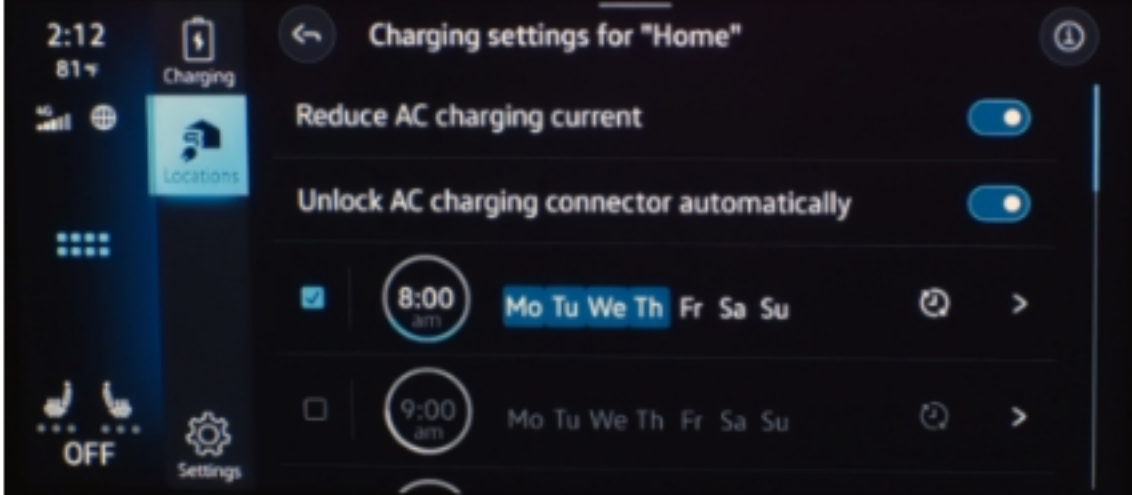 2:12
81°F
4G
Charging
Locations
OFF
Settings
Charging settings for "Home"
Reduce AC charging current
Unlock AC charging connector automatically
8:00 am Mo Tu We Th Fr Sa Su
9:00 am Mo Tu We Th Fr Sa Su